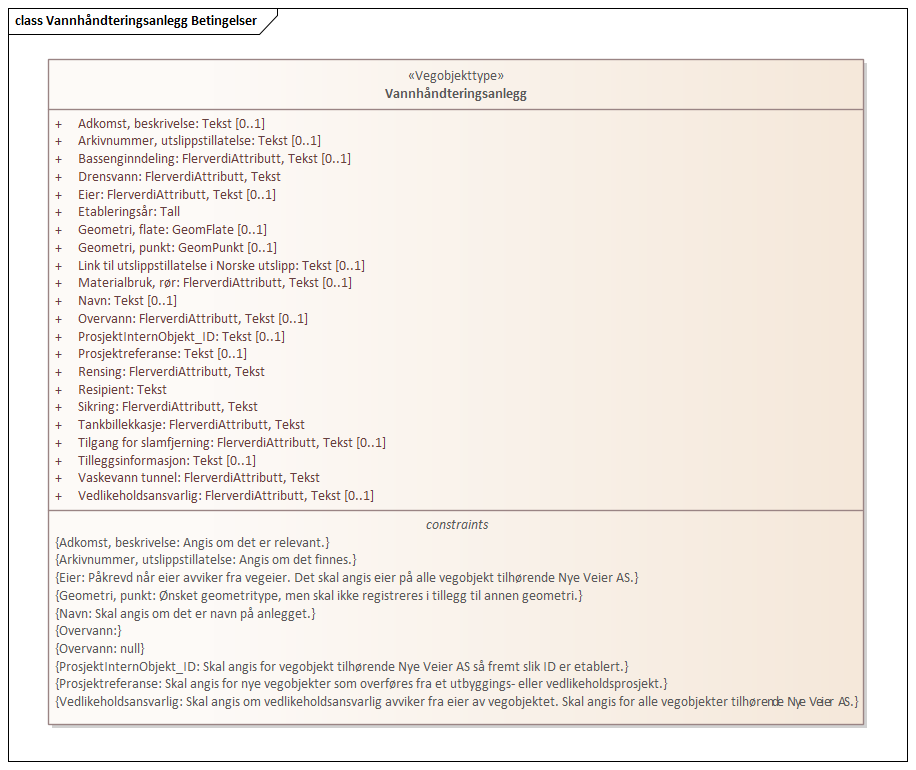 class Vannhåndteringsanlegg Betingelser
«Vegobjekttype»
Vannhåndteringsanlegg
+ Adkomst, beskrivelse: Tekst [0..1]
+ Arkivnummer, utslippstillatelse: Tekst [0..1]
+ Bassenginndeling: FlerverdiAttributt, Tekst [0..1]
+ Drensvann: FlerverdiAttributt, Tekst
+ Eier: FlerverdiAttributt, Tekst [0..1]
+ Etableringsår: Tall
+ Geometri, flate: GeomFlate [0..1]
+ Geometri, punkt: GeomPunkt [0..1]
+ Link til utslippstillatelse i Norske utslipp: Tekst [0..1]
+ Materialbruk, rør: FlerverdiAttributt, Tekst [0..1]
+ Navn: Tekst [0..1]
+ Overvann: FlerverdiAttributt, Tekst [0..1]
+ ProsjektInternObjekt_ID: Tekst [0..1]
+ Prosjektreferanse: Tekst [0..1]
+ Rensing: FlerverdiAttributt, Tekst
+ Resipient: Tekst
+ Sikring: FlerverdiAttributt, Tekst
+ Tankbillekkasje: FlerverdiAttributt, Tekst
+ Tilgang for slamfjerning: FlerverdiAttributt, Tekst [0..1]
+ Tilleggsinformasjon: Tekst [0..1]
+ Vaskevann tunnel: FlerverdiAttributt, Tekst
+ Vedlikeholdsansvarlig: FlerverdiAttributt, Tekst [0..1]
constraints
{Adkomst, beskrivelse: Angis om det er relevant.}
{Arkivnummer, utslippstillatelse: Angis om det finnes.}
{Eier: Påkrevd når eier avviker fra vegeier. Det skal angis eier på alle vegobjekt tilhørende Nye Veier AS.}
{Geometri, punkt: Ønsket geometritype, men skal ikke registreres i tillegg til annen geometri.}
{Navn: Skal angis om det er navn på anlegget.}
{Overvann:}
{Overvann: null}
{ProsjektInternObjekt_ID: Skal angis for vegobjekt tilhørende Nye Veier AS så fremt slik ID er etablert.}
{Prosjektreferanse: Skal angis for nye vegobjekter som overføres fra et utbyggings- eller vedlikeholdsprosjekt.}
{Vedlikeholdsansvarlig: Skal angis om vedlikeholdsansvarlig avviker fra eier av vegobjektet. Skal angis for alle vegobjekter tilhørende Nye Veier AS.}